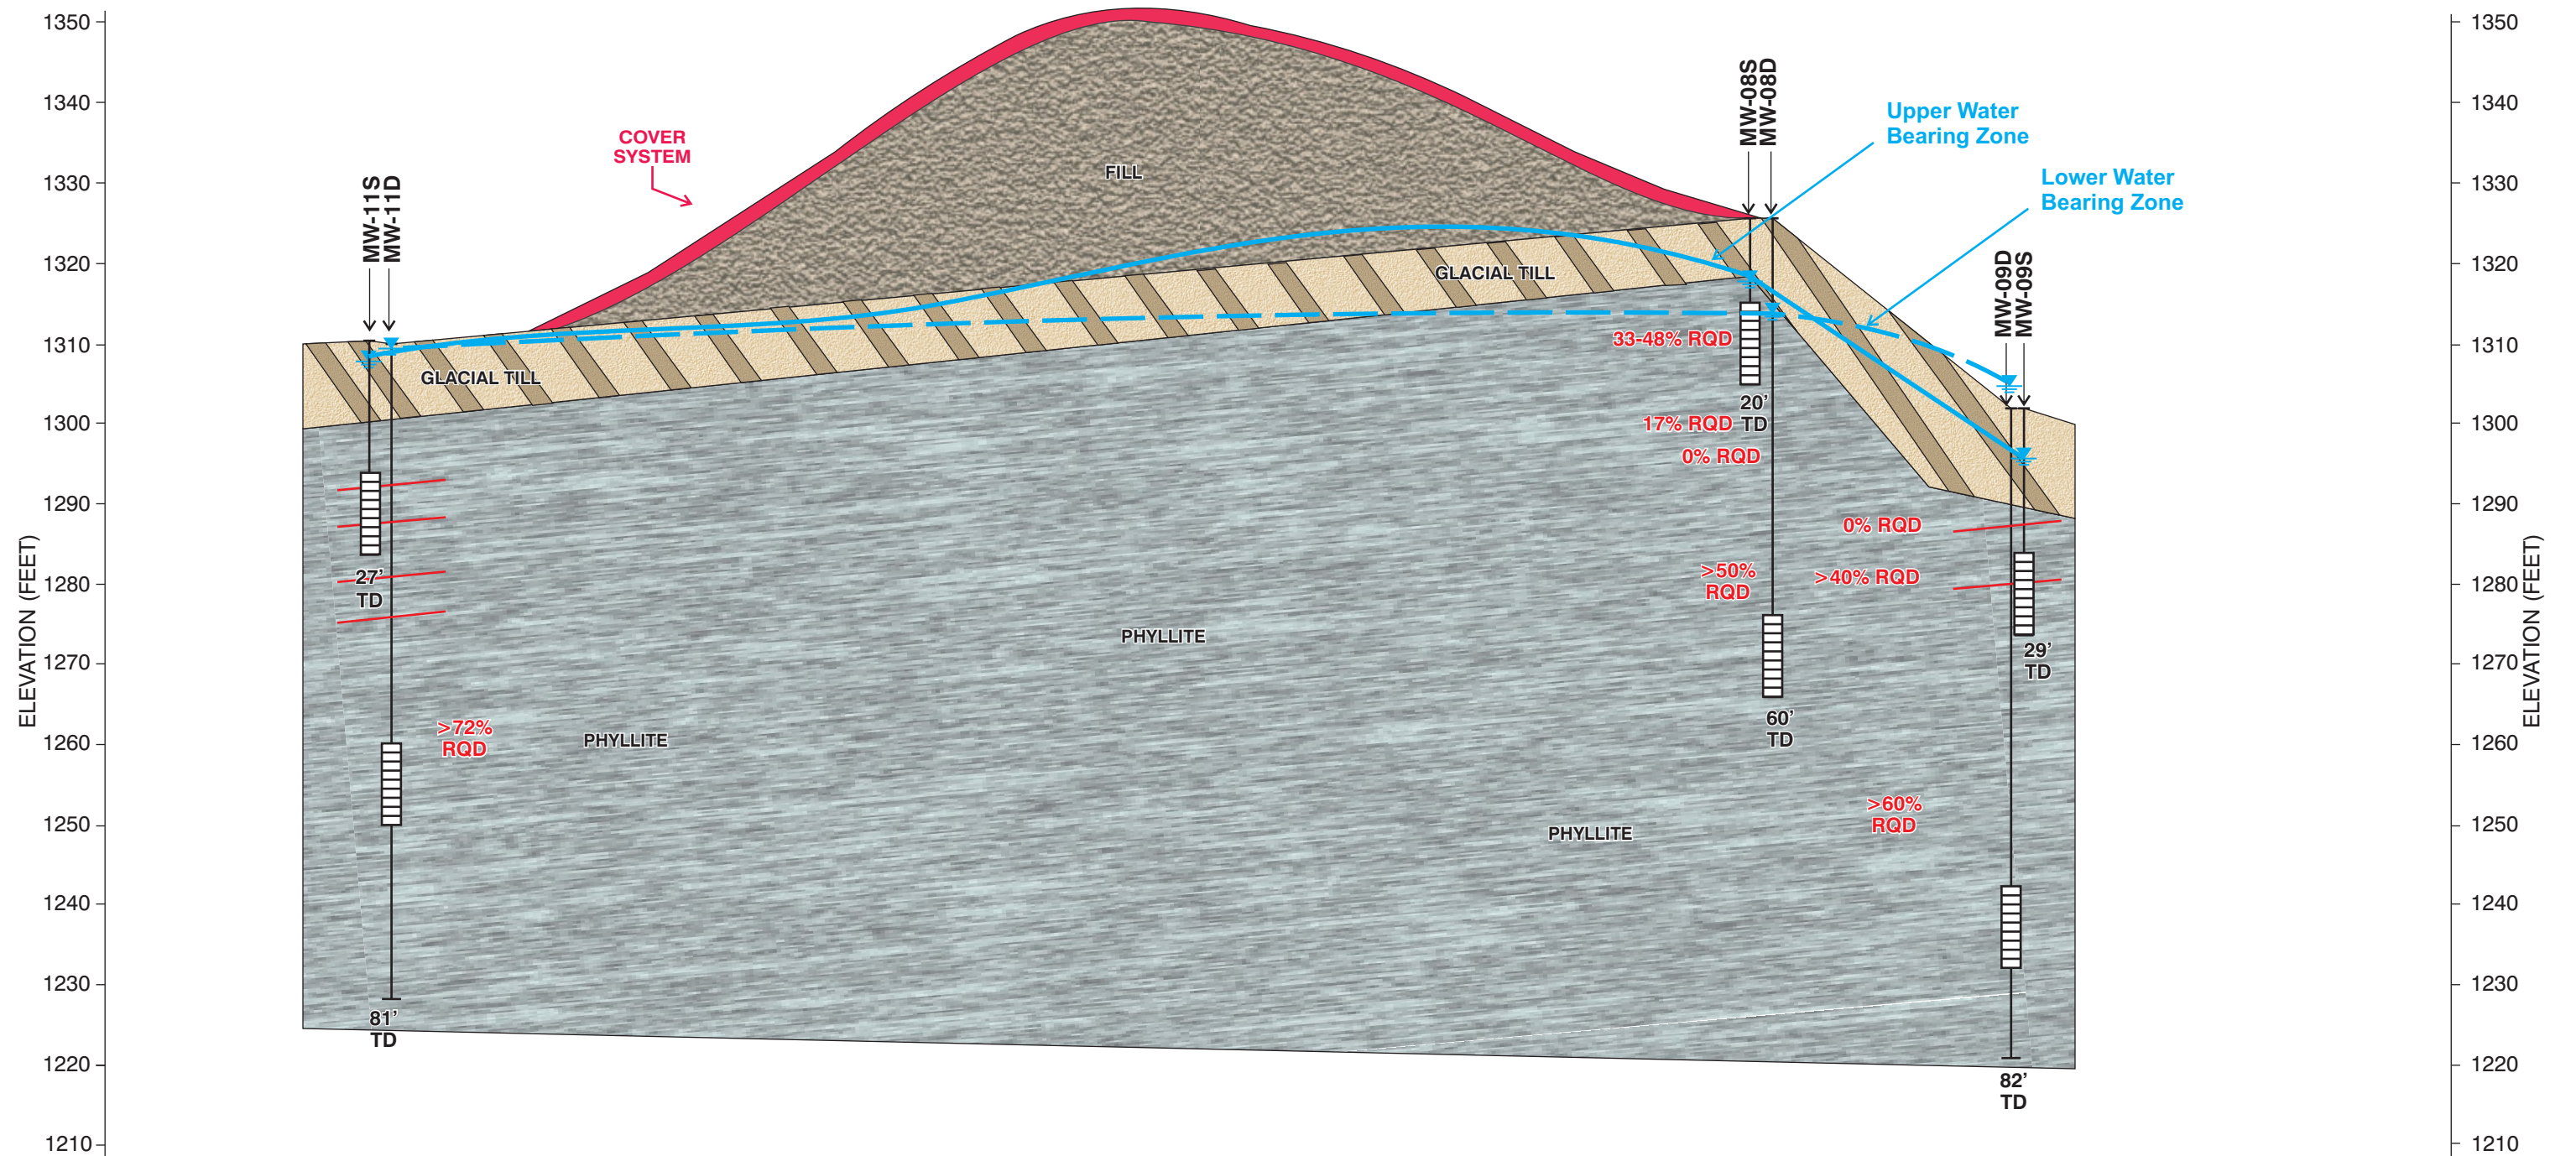 1350
1340
1330
1320
1310
1300
1290
1280
1270
1260
1250
1240
1230
1220
1210
ELEVATION (FEET)
MW-11S
MW-11D
COVER
SYSTEM
FILL
MW-08S
MW-08D
Upper Water
Bearing Zone
Lower Water
Bearing Zone
MW-09D
MW-09S
GLACIAL TILL
GLACIAL TILL
33-48% RQD
20’
TD
17% RQD
0% RQD
27’
TD
>50%
RQD
0% RQD
>40% RQD
PHYLLITE
29’
TD
60’
TD
>72%
RQD
PHYLLITE
PHYLLITE
>60%
RQD
81’
TD
82’
TD
1350
1340
1330
1320
1310
1300
1290
1280
1270
1260
1250
1240
1230
1220
1210
ELEVATION (FEET)